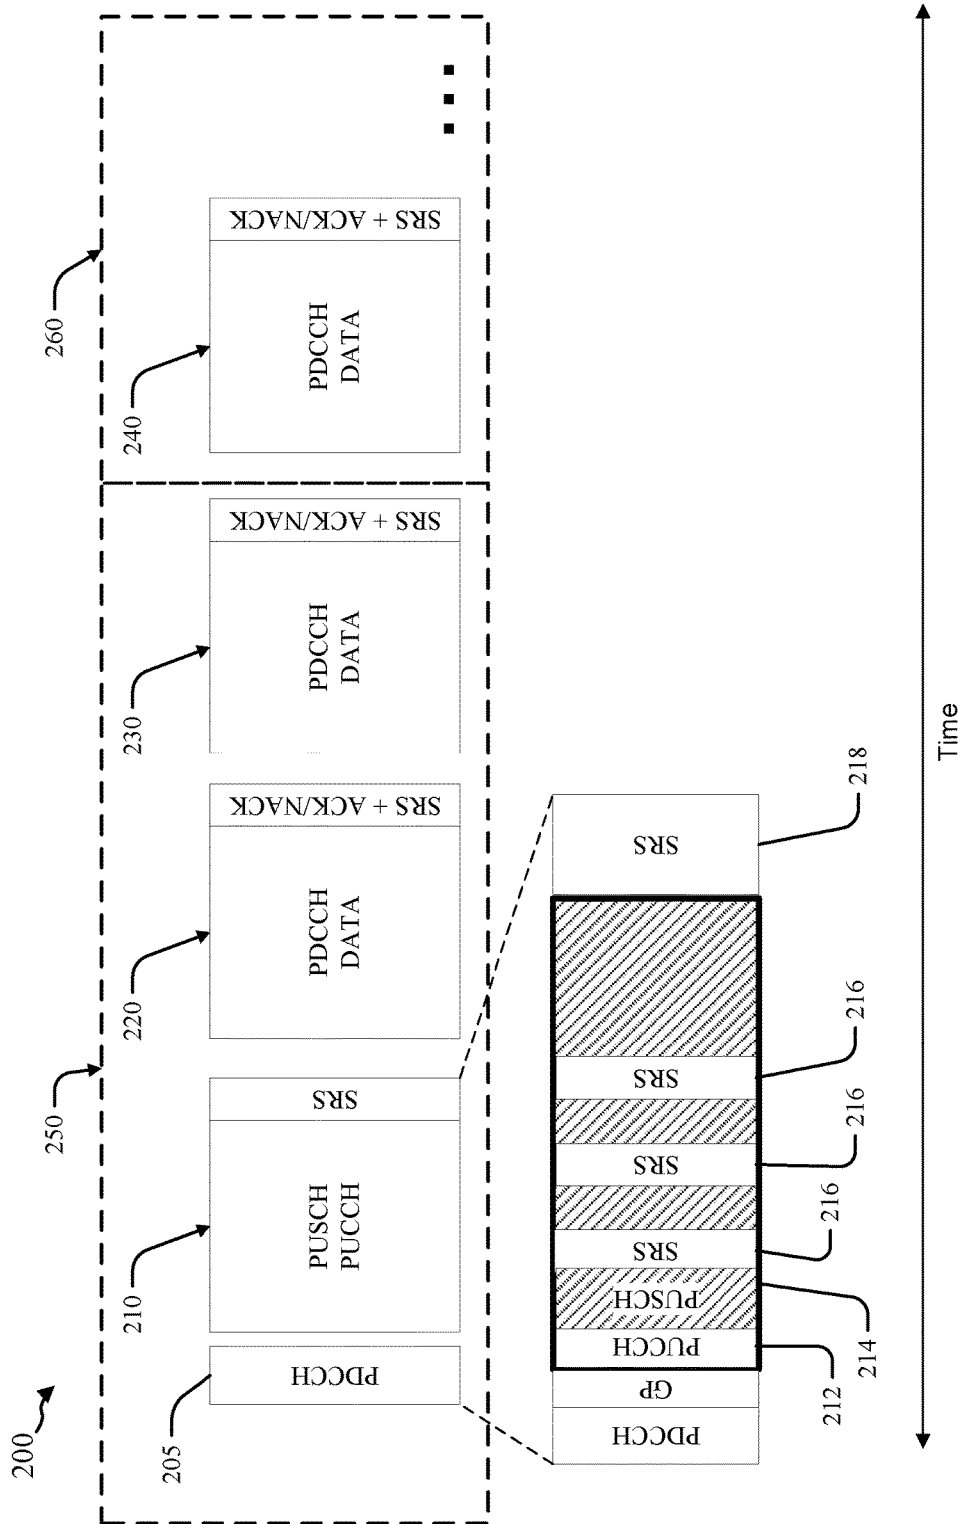 200
250
260
205
210
220
230
240
PDCCH
PUSCH
PUCCH
SRS
PDCCH
DATA
SRS + ACK/NACK
PDCCH
DATA
SRS + ACK/NACK
PDCCH
DATA
SRS + ACK/NACK
PDCCH
GP
PUCCH
PUSCH
SRS
SRS
SRS
SRS
212
214
216
216
216
218
Time